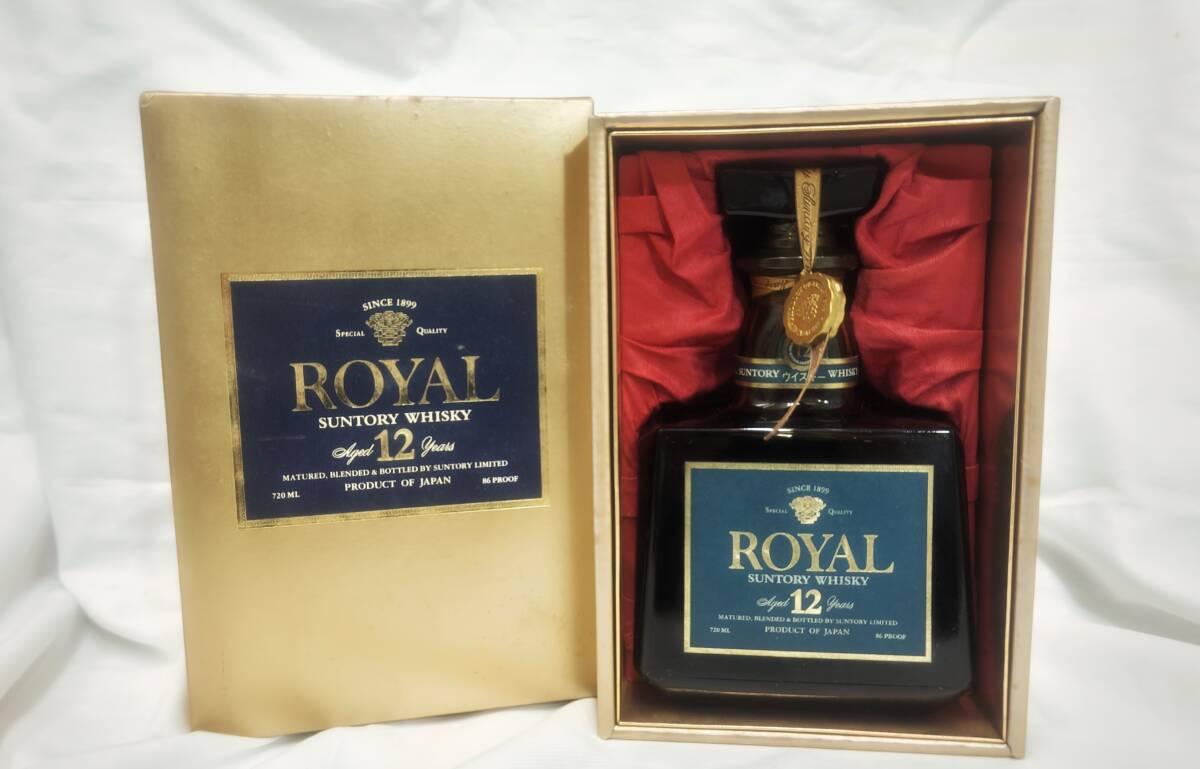 SINCE 1899
SPECIAL QUALITY
ROYAL
SUNTORY WHISKY
Aged 12 Years
MATURED, BLENDED & BOTTLED BY SUNTORY LIMITED
720 ML PRODUCT OF JAPAN 86 PROOF
SUNTORY ウイスキー WHISKY
SINCE 1899
SPECIAL QUALITY
ROYAL
SUNTORY WHISKY
Aged 12 Years
MATURED, BLENDED & BOTTLED BY SUNTORY LIMITED
720 ML PRODUCT OF JAPAN 86 PROOF